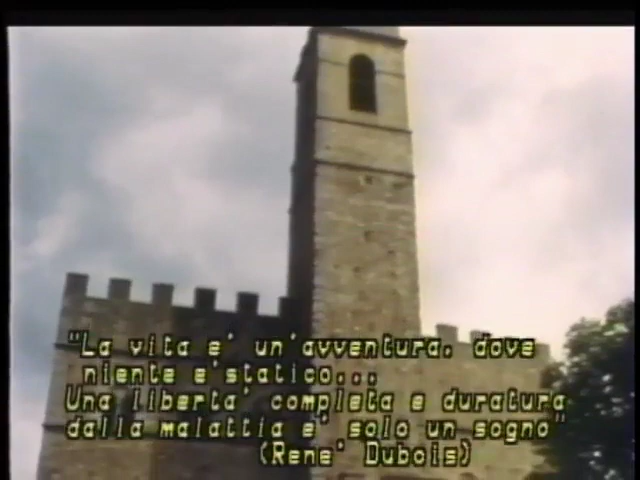 "La vita e' un'avventura, dove
niente e'statico...
Una liberta' completa e duratura
dalla malattia e' solo un sogno"
(Rene' Dubois)